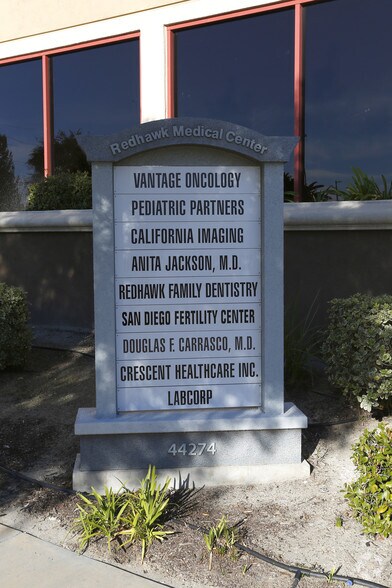 Redhawk Medical Center
VANTAGE ONCOLOGY
PEDIATRIC PARTNERS
CALIFORNIA IMAGING
ANITA JACKSON, M.D.
REDHAWK FAMILY DENTISTRY
SAN DIEGO FERTILITY CENTER
DOUGLAS F. CARRASCO, M.D.
CRESCENT HEALTHCARE INC.
LABCORP
44274